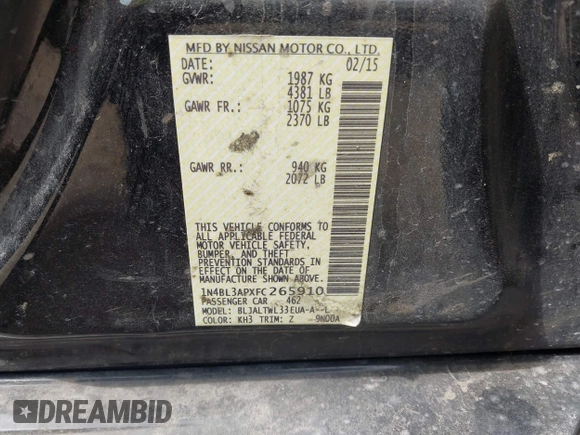 MFD BY NISSAN MOTOR CO., LTD.
DATE: 02/15
GVWR: 1987 KG
4381 LB
GAWR FR.: 1075 KG
2370 LB
GAWR RR.: 940 KG
2072 LB
THIS VEHICLE CONFORMS TO
ALL APPLICABLE FEDERAL
MOTOR VEHICLE SAFETY,
BUMPER, AND THEFT
PREVENTION STANDARDS
IN EFFECT ON THE DATE OF
MANUFACTURE SHOWN ABOVE.
1N4BL3APXFC265910
PASSENGER CAR 462
MODEL: BLJALTWL33EUA-A--L
COLOR: KH3 TRIM: Z
DREAMBID